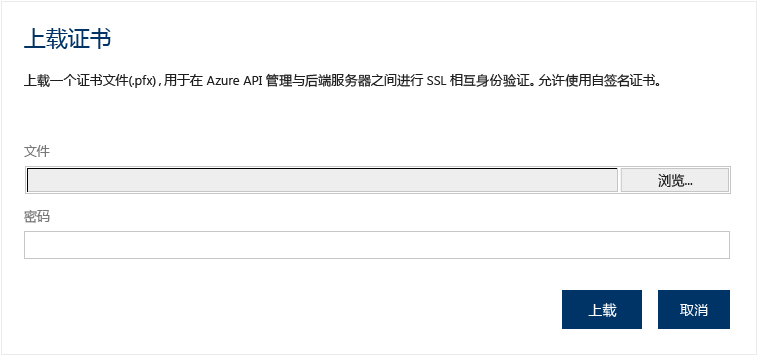 上载证书
上载一个证书文件(.pfx)，用于在 Azure API 管理与后端服务器之间进行 SSL 相互身份验证。允许使用自签名证书。
文件
浏览...
密码
上载 取消